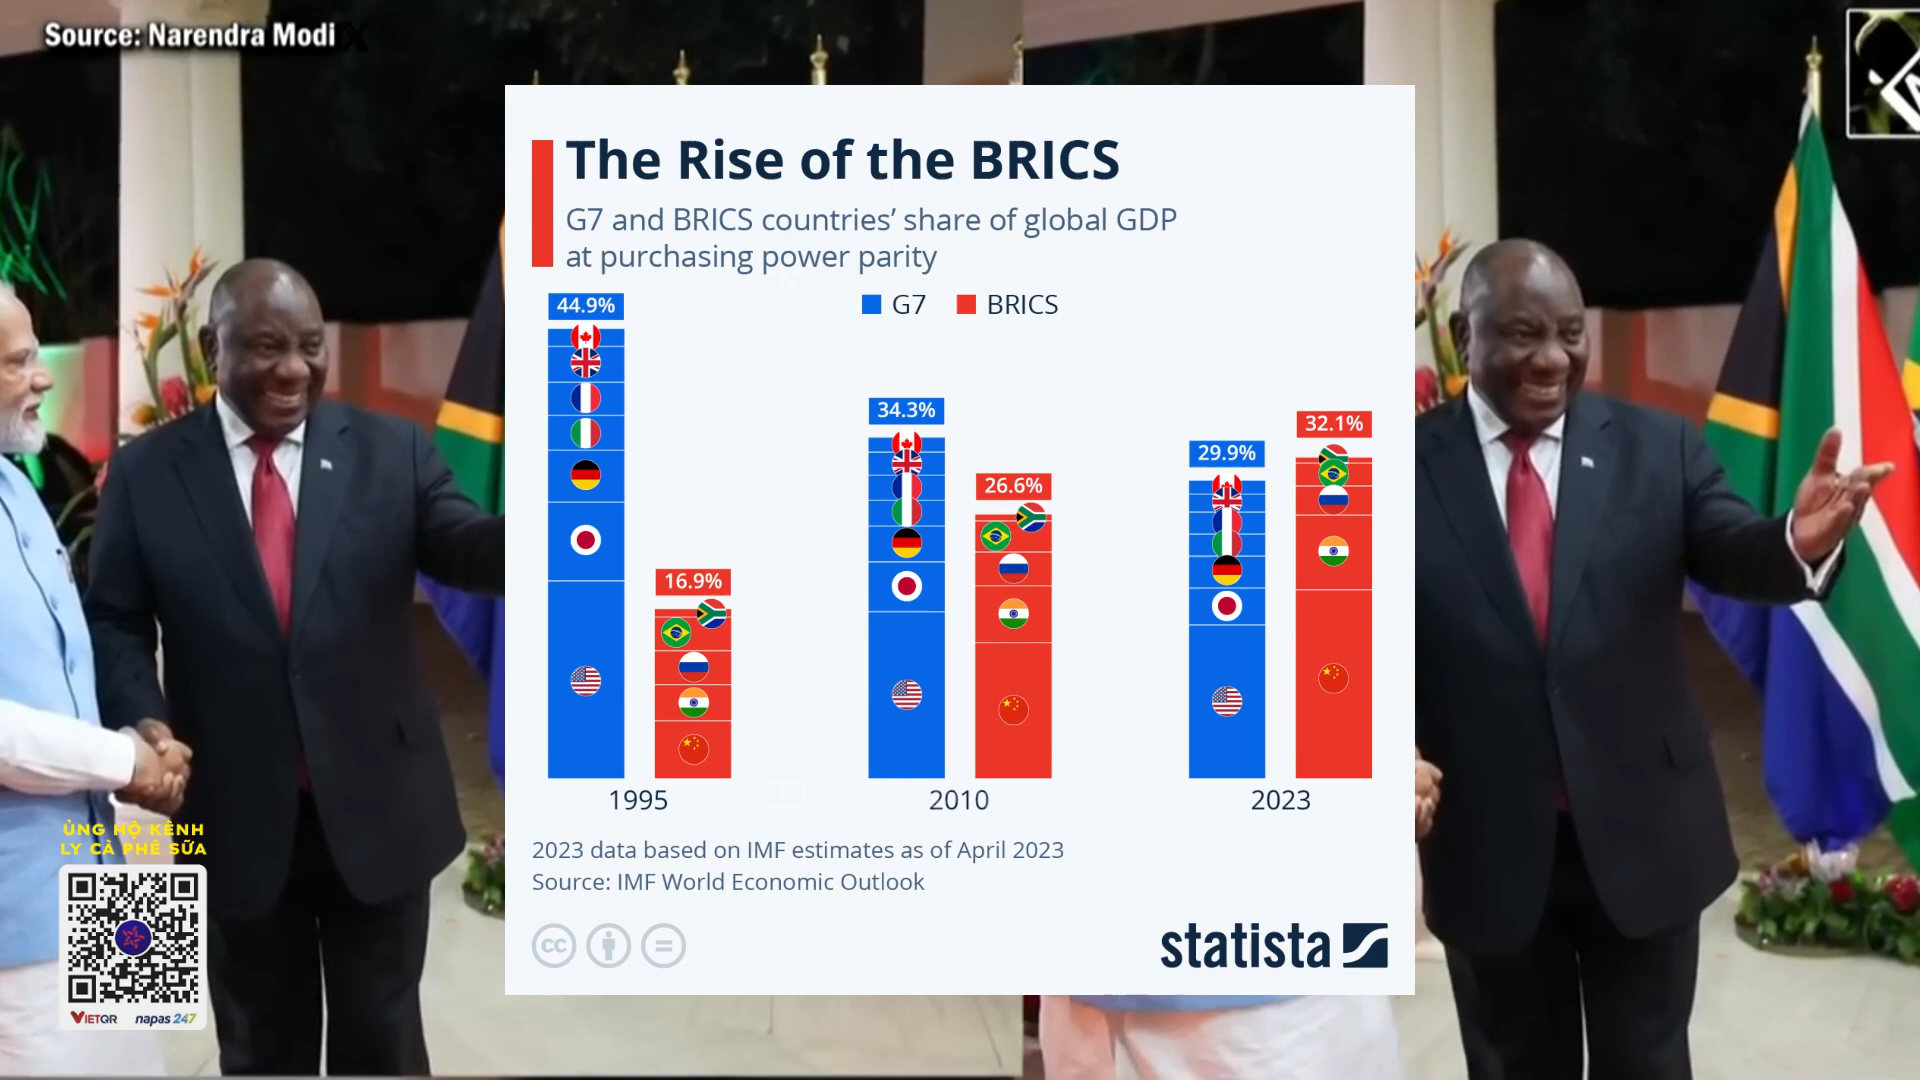 Source: Narendra Modi
The Rise of the BRICS
G7 and BRICS countries’ share of global GDP
at purchasing power parity
G7
BRICS
44.9%
16.9%
34.3%
26.6%
29.9%
32.1%
1995
2010
2023
2023 data based on IMF estimates as of April 2023
Source: IMF World Economic Outlook
cc
statista
ỦNG HỘ KÊNH
LY CÀ PHÊ SỮA
VIETQR napas 247